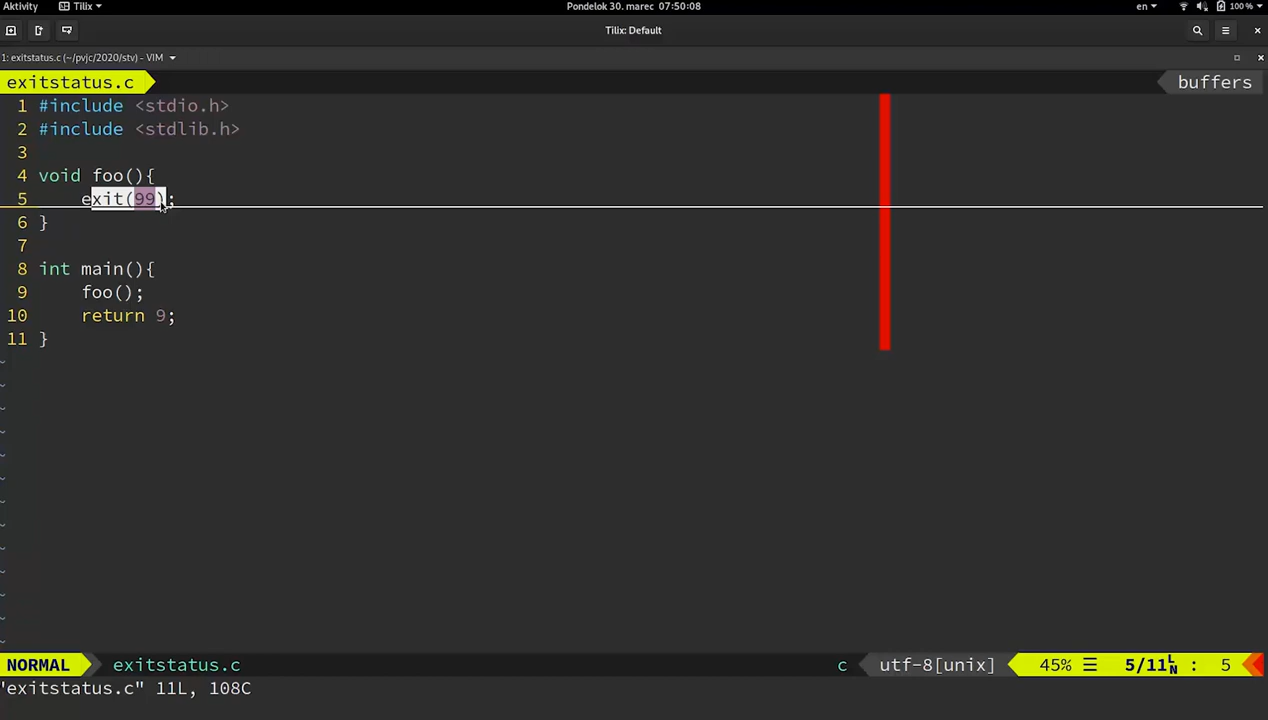 Aktivity Tilix Pondelok 30. marec 07:50:08 en 100 %
Tilix: Default
1: exitstatus.c (~/pvjc/2020/stv) - VIM
exitstatus.c buffers
1 #include <stdio.h>
2 #include <stdlib.h>
3
4 void foo(){
5     exit(99);
6 }
7
8 int main(){
9     foo();
10     return 9;
11 }
NORMAL exitstatus.c c utf-8[unix] 45% ☰ 5/11 LN : 5
"exitstatus.c" 11L, 108C